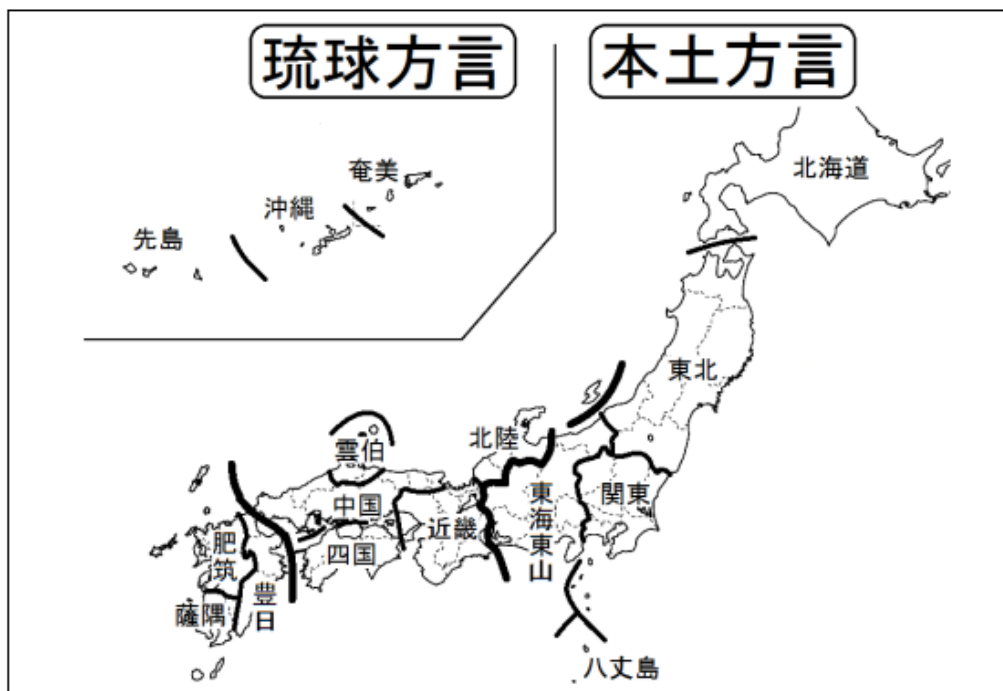 琉球方言
本土方言
奄美
沖縄
先島
北海道
東北
北陸
雲伯
関東
中国
東海東山
近畿
四国
肥筑
豊日
薩隅
八丈島